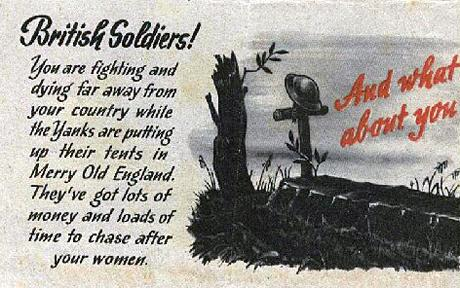 British Soldiers!
You are fighting and
dying far away from
your country while
the Yanks are putting
up their tents in
Merry Old England.
They've got lots of
money and loads of
time to chase after
your women.
And what
about you